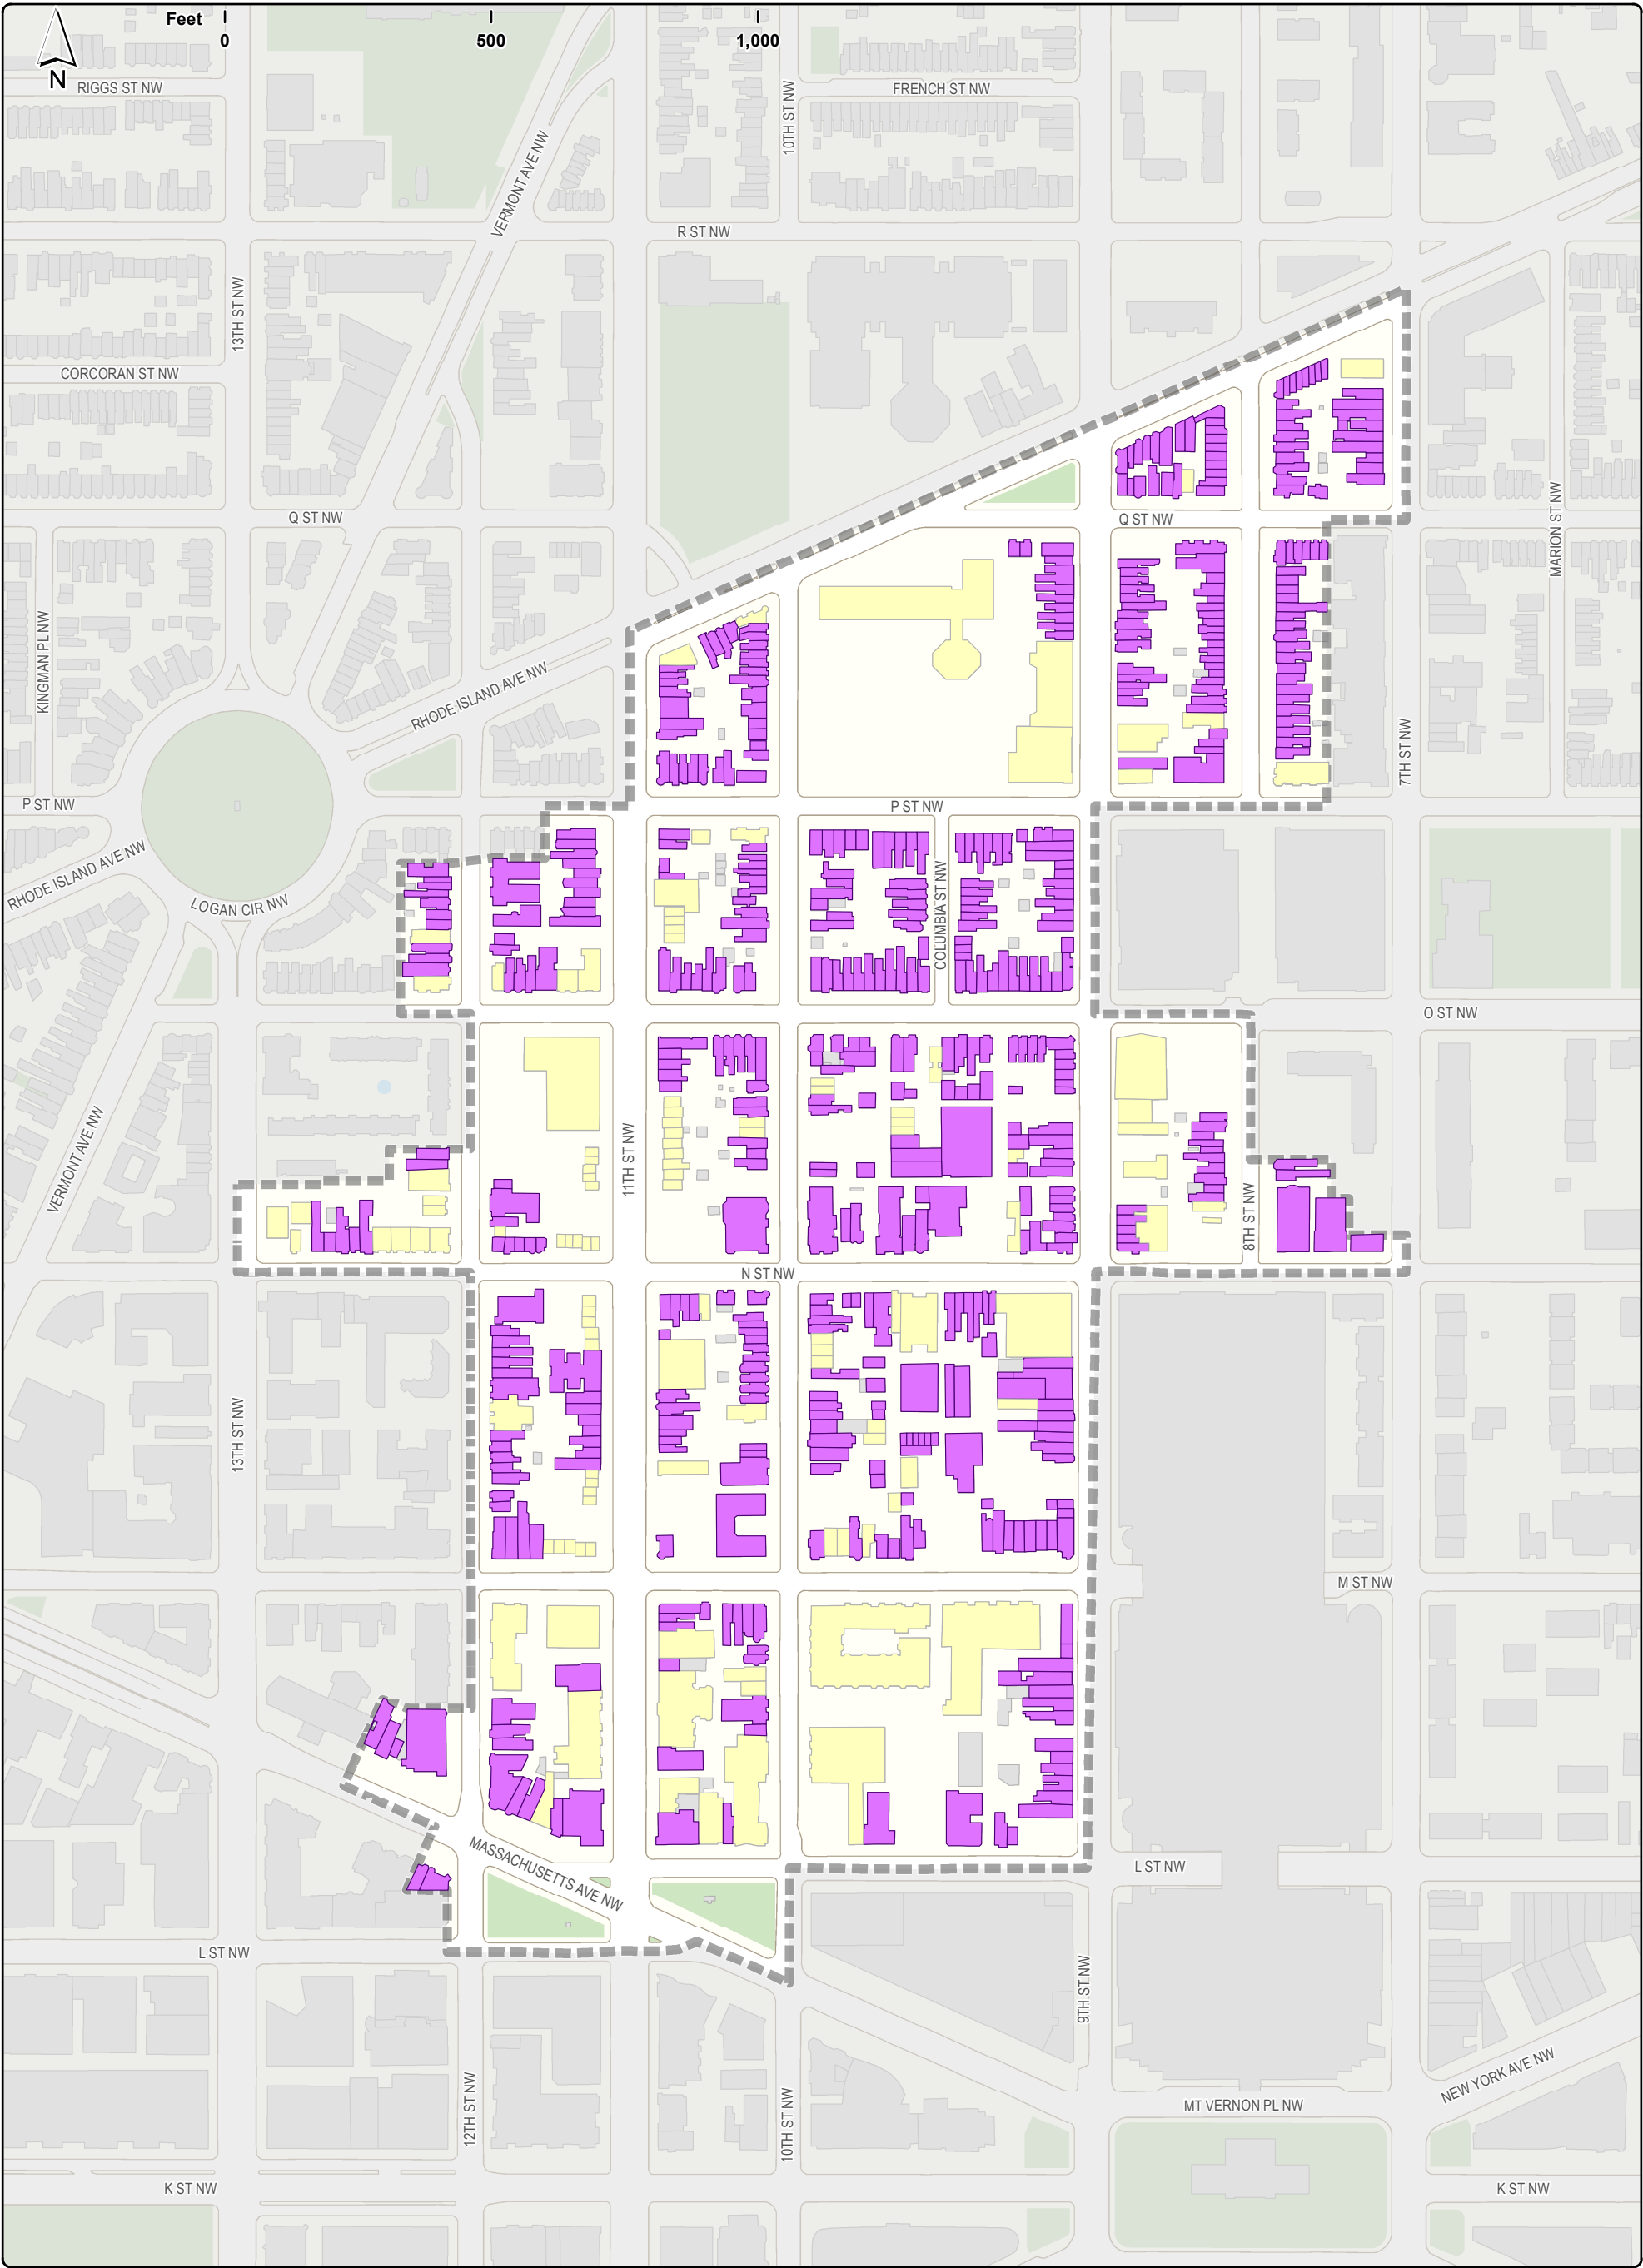 Feet
0
500
1,000
N
RIGGS ST NW
FRENCH ST NW
10TH ST NW
VERMONT AVE NW
R ST NW
13TH ST NW
CORCORAN ST NW
Q ST NW
Q ST NW
MARION ST NW
KINGMAN PL NW
RHODE ISLAND AVE NW
7TH ST NW
P ST NW
P ST NW
RHODE ISLAND AVE NW
LOGAN CIR NW
COLUMBIA ST NW
O ST NW
VERMONT AVE NW
11TH ST NW
8TH ST NW
N ST NW
13TH ST NW
M ST NW
MASSACHUSETTS AVE NW
L ST NW
L ST NW
9TH ST NW
12TH ST NW
10TH ST NW
NEW YORK AVE NW
MT VERNON PL NW
K ST NW
K ST NW